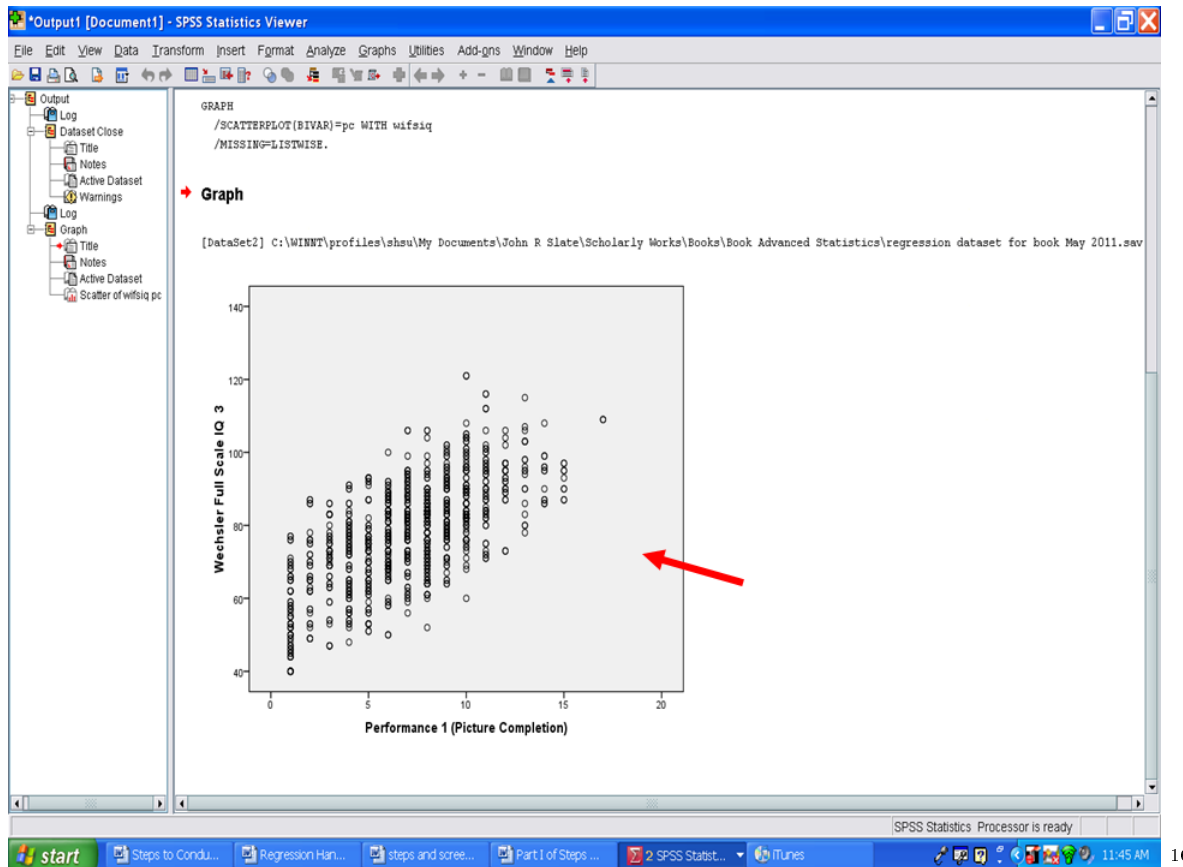 *Output1 [Document1] - SPSS Statistics Viewer
File Edit View Data Transform Insert Format Analyze Graphs Utilities Add-ons Window Help
Output
Log
Dataset Close
Title
Notes
Active Dataset
Warnings
Log
Graph
Title
Notes
Active Dataset
Scatter of wifsiq pc
GRAPH
/SCATTERPLOT(BIVAR)=pc WITH wifsiq
/MISSING=LISTWISE.
Graph
[DataSet2] C:\WINNT\profiles\shsu\My Documents\John R Slate\Scholarly Works\Books\Book Advanced Statistics\regression dataset for book May 2011.sav
140
120
100
80
60
40
Wechsler Full Scale IQ 3
0 5 10 15 20
Performance 1 (Picture Completion)
SPSS Statistics Processor is ready
start Steps to Condu... Regression Han... steps and scree... Part I of Steps ... 2 SPSS Statist... iTunes 11:45 AM